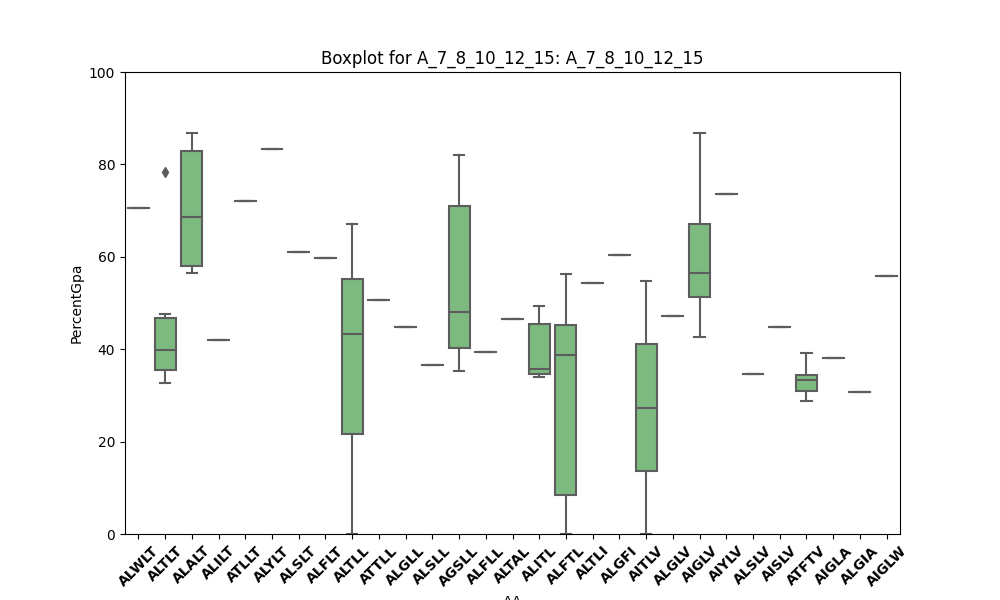 Boxplot for A_7_8_10_12_15: A_7_8_10_12_15
100
80
60
40
20
0
PercentGpa
ALWLT
ALTLT
ALALT
ALILT
ATLLT
ALYLT
ALSLT
ALFLT
ALTLL
ATTLL
ALGLL
ALSLL
AGSLL
ALFLL
ALTAL
ALITL
ALFTL
ALTLI
ALGFI
AITLV
ALGLV
AIGLV
AIYLV
ALSLV
AISLV
ATFTV
AIGLA
ALGIA
AIGLW
AA